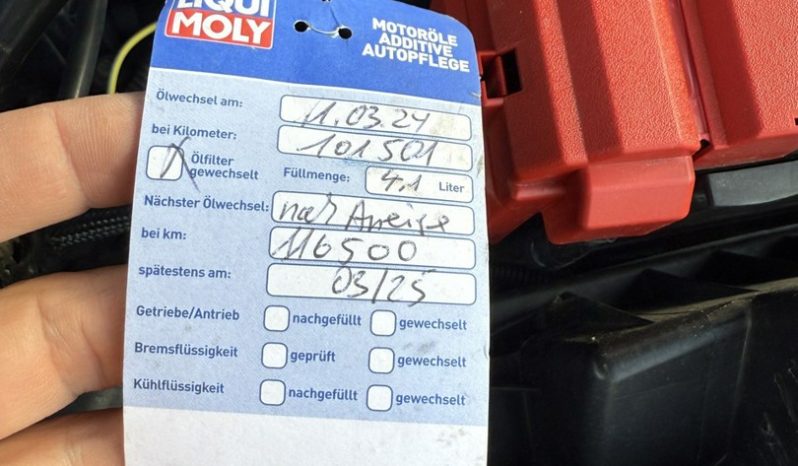 LIQUI
MOLY
MOTORÖLE
ADDITIVE
AUTOPFLEGE
Ölwechsel am: 11.03.24
bei Kilometer: 101501
Ölfilter
gewechselt
Füllmenge: 4,1 Liter
Nächster Ölwechsel: nach Anzeige
bei km: 116500
spätestens am: 03/25
Getriebe/Antrieb nachgefüllt gewechselt
Bremsflüssigkeit geprüft gewechselt
Kühlflüssigkeit nachgefüllt gewechselt